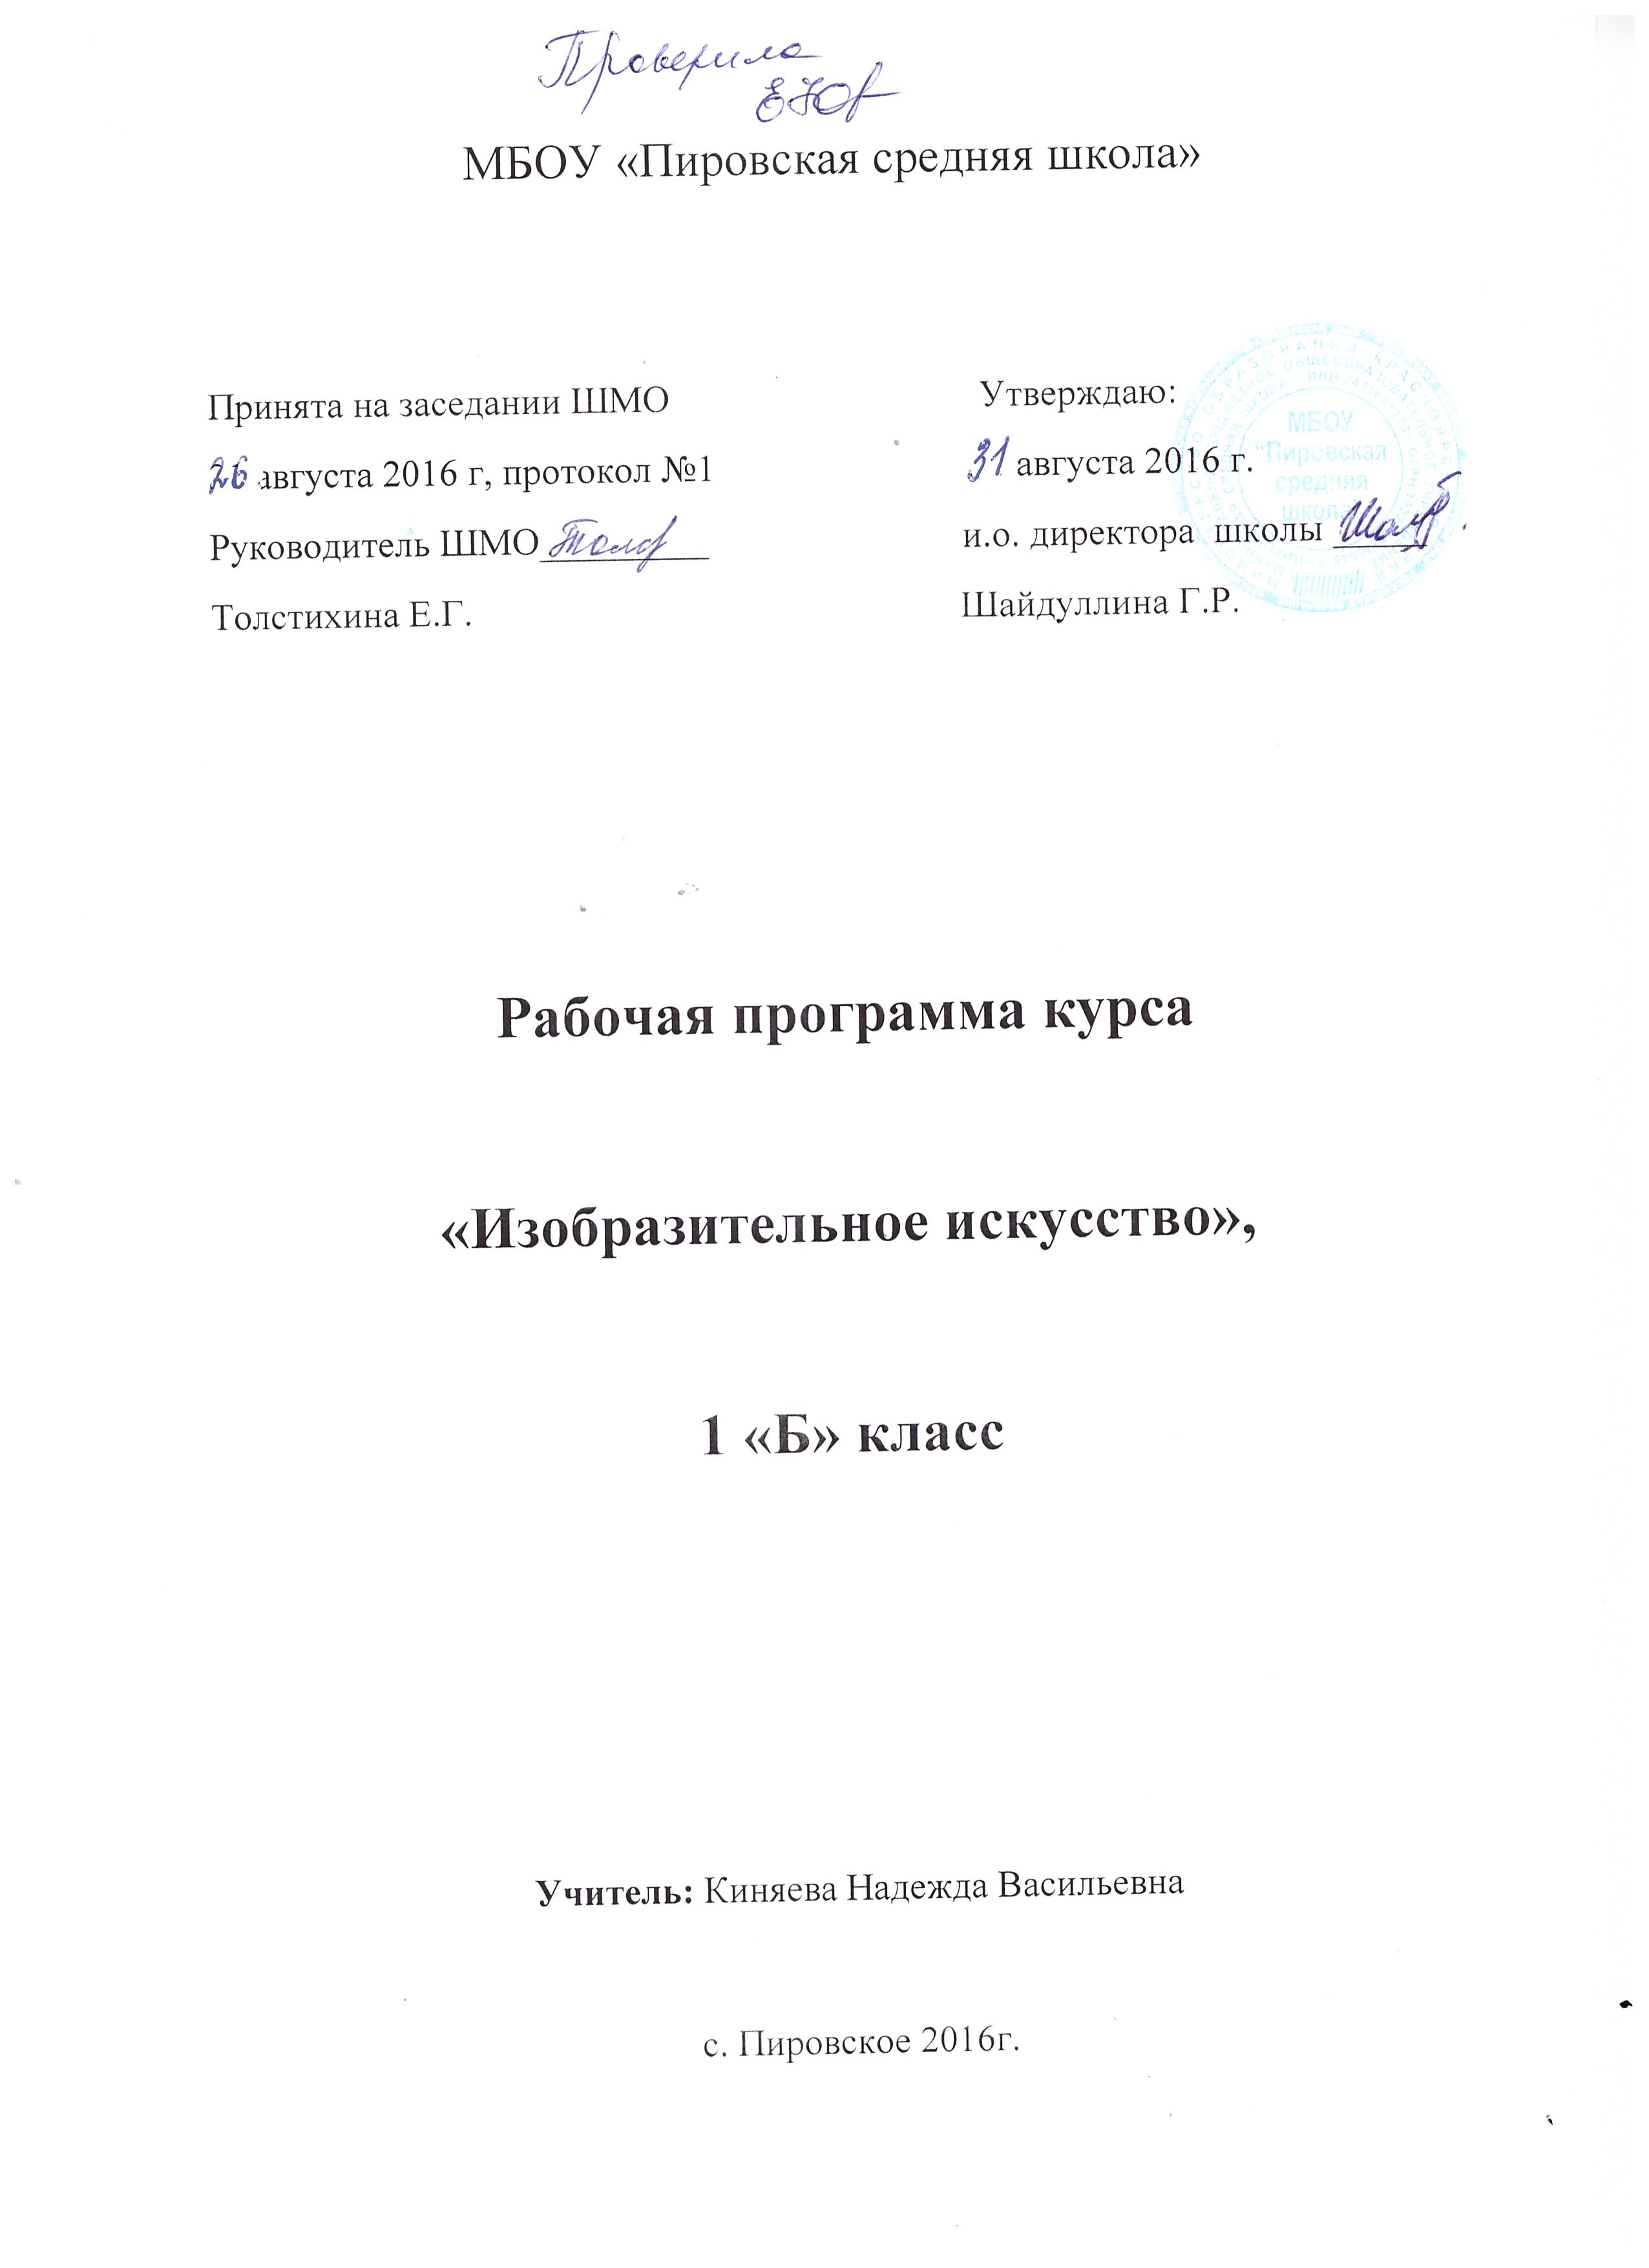 Проверила
МБОУ «Пировская средняя школа»
Принята на заседании ШМО
26 августа 2016 г, протокол №1
Руководитель ШМО
Толстихина Е.Г.
Утверждаю:
31 августа 2016 г.
и.о. директора школы
Шайдуллина Г.Р.
МБОУ
"Пировская
средняя
школа
Рабочая программа курса
«Изобразительное искусство»,
1 «Б» класс
Учитель: Киняева Надежда Васильевна
с. Пировское 2016г.